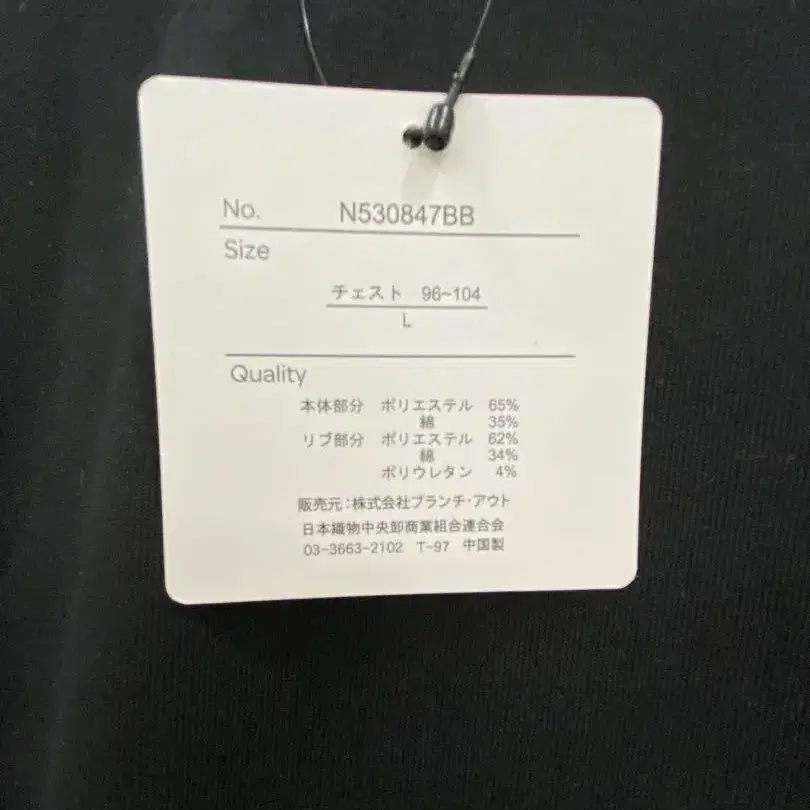 No. N530847BB
Size
チェスト 96~104
L
Quality
本体部分 ポリエステル 65%
綿 35%
リブ部分 ポリエステル 62%
綿 34%
ポリウレタン 4%
販売元:株式会社ブランチ・アウト
日本織物中央卸商業組合連合会
03-3663-2102 T-97 中国製